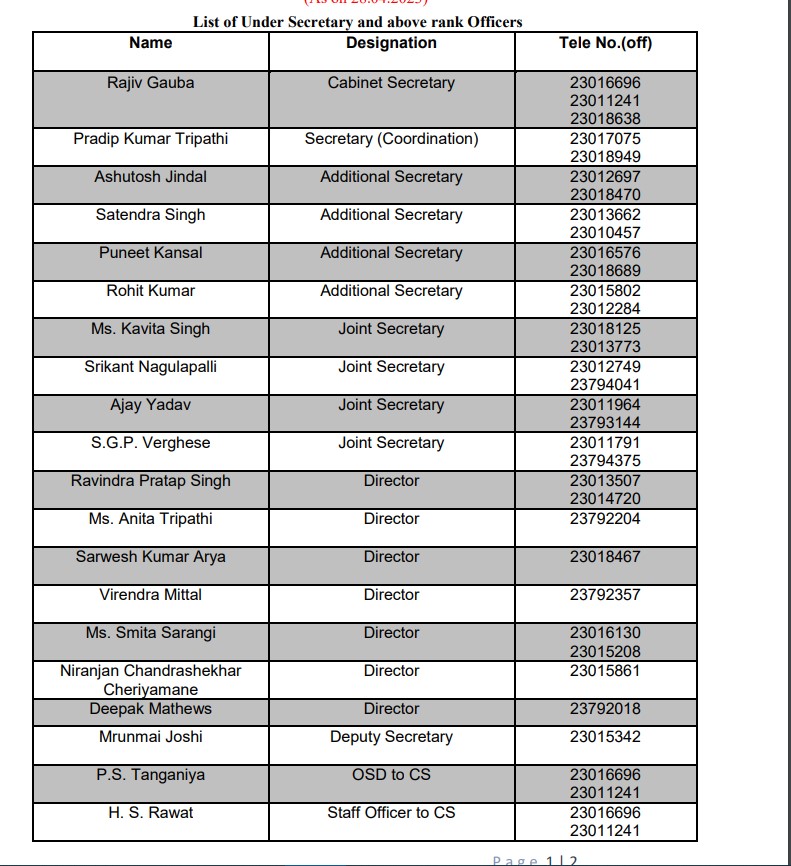 (As on 28.04.2023)
List of Under Secretary and above rank Officers
Name Designation Tele No.(off)
Rajiv Gauba Cabinet Secretary 23016696
23011241
23018638
Pradip Kumar Tripathi Secretary (Coordination) 23017075
23018949
Ashutosh Jindal Additional Secretary 23012697
23018470
Satendra Singh Additional Secretary 23013662
23010457
Puneet Kansal Additional Secretary 23016576
23018689
Rohit Kumar Additional Secretary 23015802
23012284
Ms. Kavita Singh Joint Secretary 23018125
23013773
Srikant Nagulapalli Joint Secretary 23012749
23794041
Ajay Yadav Joint Secretary 23011964
23793144
S.G.P. Verghese Joint Secretary 23011791
23794375
Ravindra Pratap Singh Director 23013507
23014720
Ms. Anita Tripathi Director 23792204
Sarwesh Kumar Arya Director 23018467
Virendra Mittal Director 23792357
Ms. Smita Sarangi Director 23016130
23015208
Niranjan Chandrashekhar Director 23015861
Cheriyamane
Deepak Mathews Director 23792018
Mrunmai Joshi Deputy Secretary 23015342
P.S. Tanganiya OSD to CS 23016696
23011241
H. S. Rawat Staff Officer to CS 23016696
23011241
Page 1 | 2